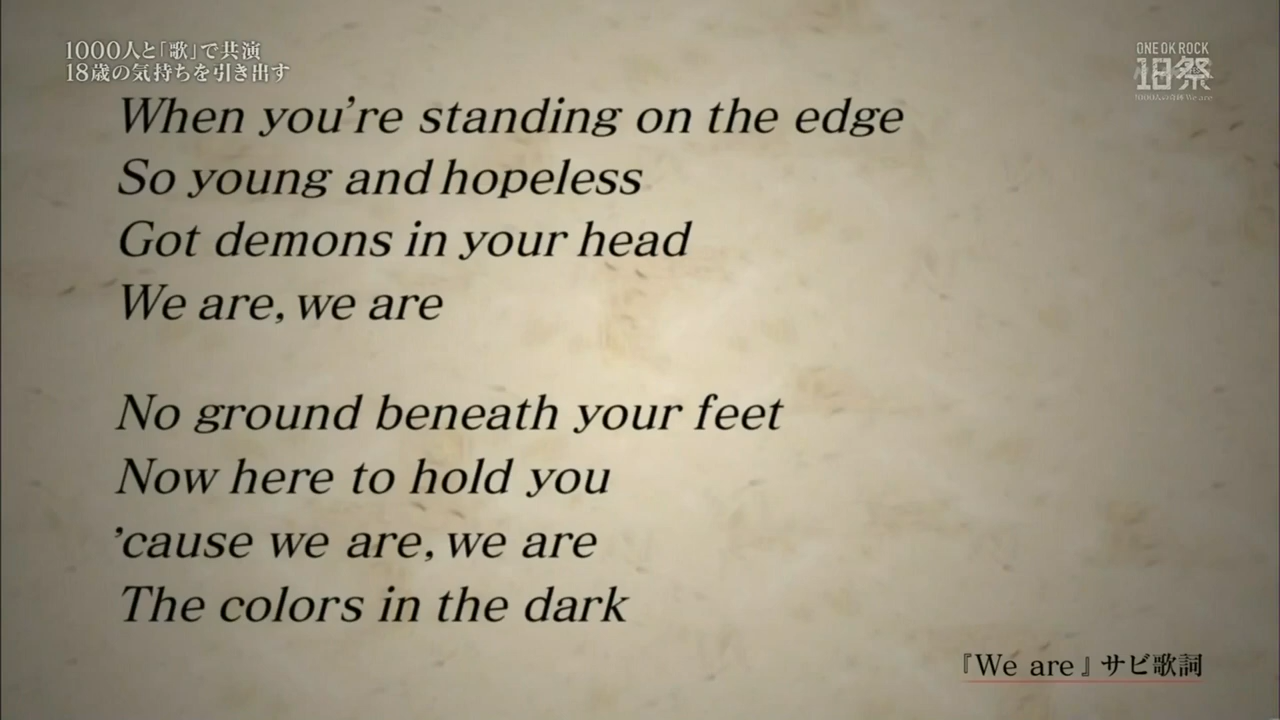 1000人と「歌」で共演
18歳の気持ちを引き出す
ONE OK ROCK
18祭
When you're standing on the edge
So young and hopeless
Got demons in your head
We are, we are
No ground beneath your feet
Now here to hold you
'cause we are, we are
The colors in the dark
『We are』サビ歌詞